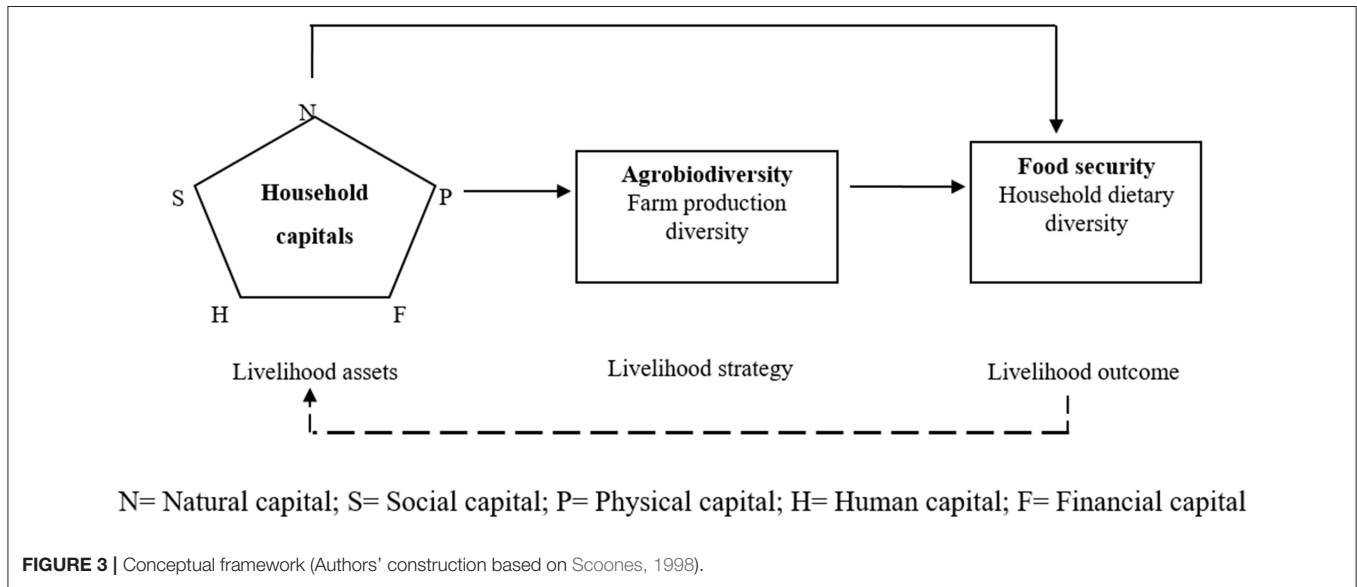 N
S
Household
capitals
P
H
F
Agrobiodiversity
Farm production
diversity
Food security
Household dietary
diversity
Livelihood assets
Livelihood strategy
Livelihood outcome
N= Natural capital; S= Social capital; P= Physical capital; H= Human capital; F= Financial capital
FIGURE 3 | Conceptual framework (Authors’ construction based on Scoones, 1998).